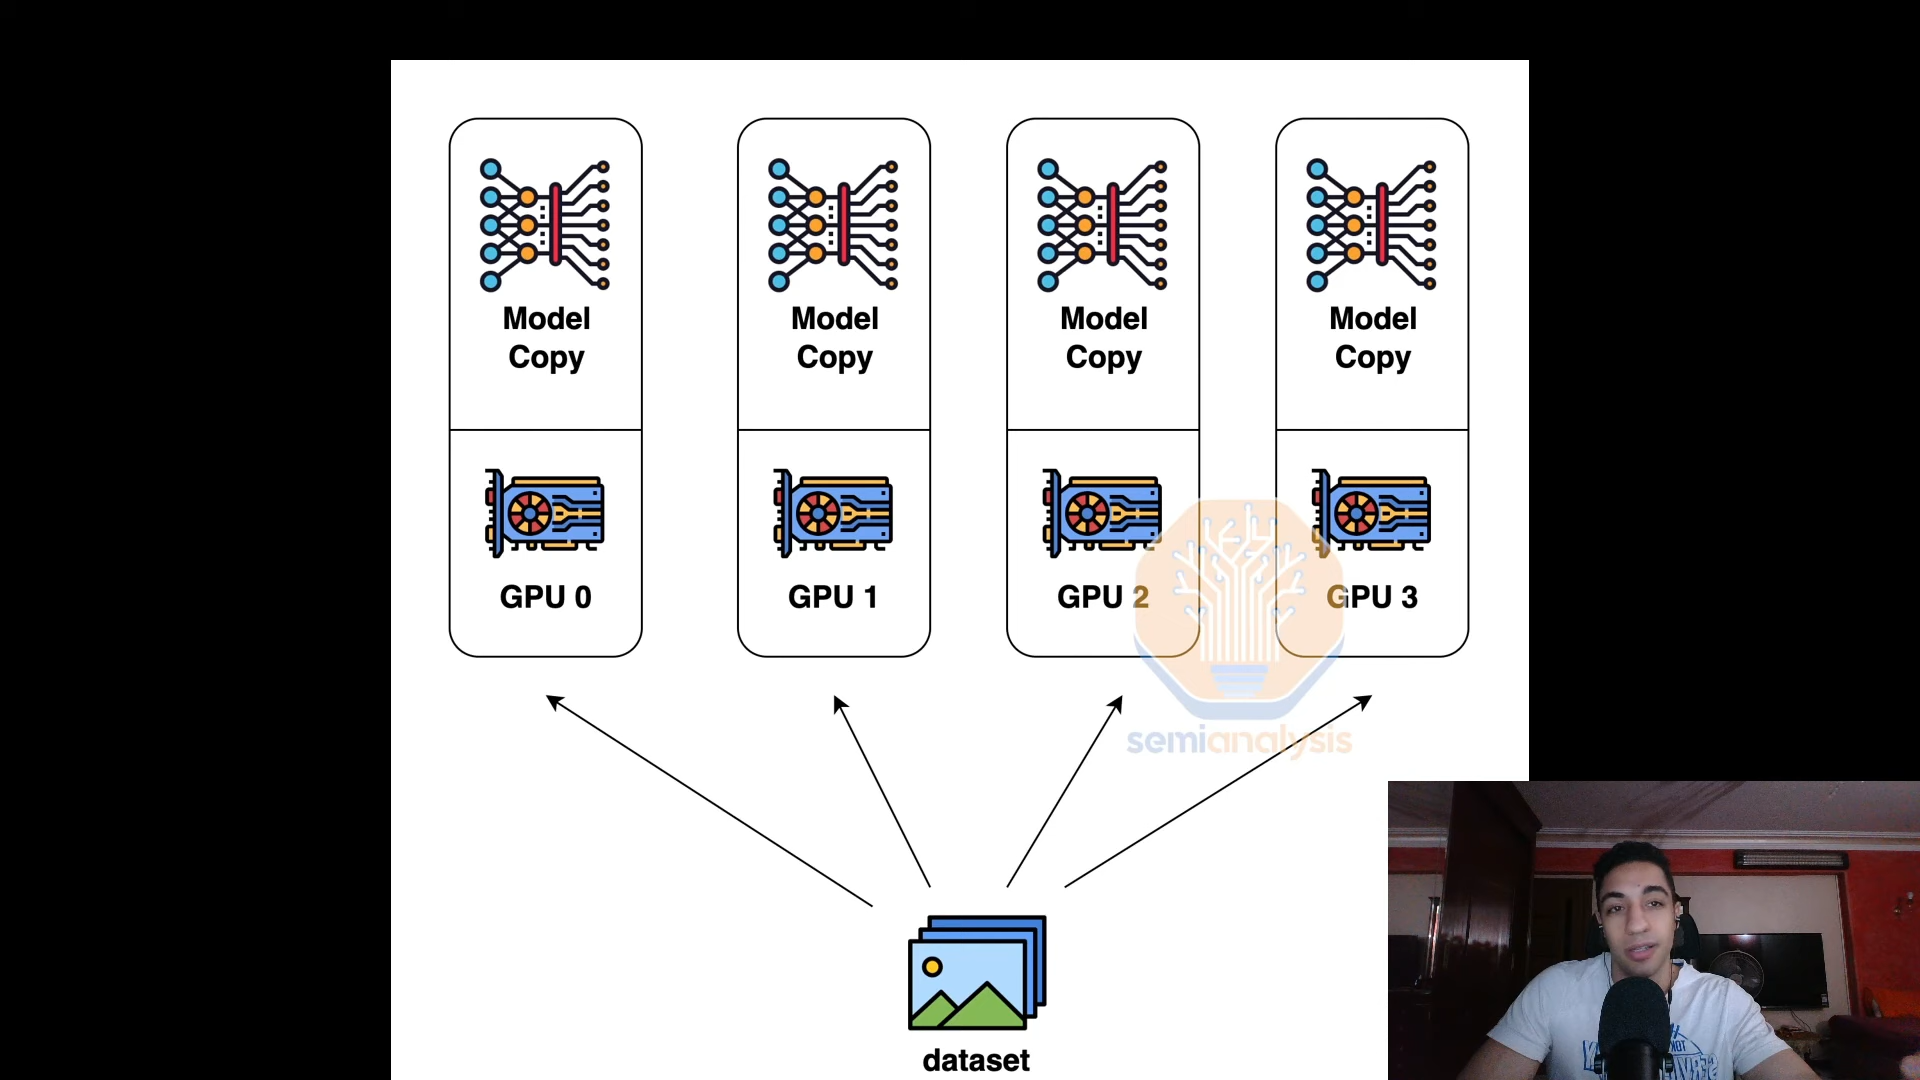 Model
Copy
Model
Copy
Model
Copy
Model
Copy
GPU 0
GPU 1
GPU 2
GPU 3
semianalysis
dataset